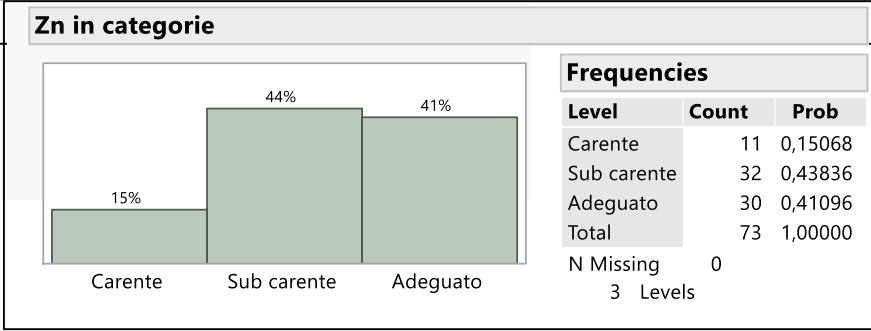 Zn in categorie
44%
41%
15%
Carente Sub carente Adeguato
Frequencies
Level Count Prob
Carente 11 0,15068
Sub carente 32 0,43836
Adeguato 30 0,41096
Total 73 1,00000
N Missing 0
3 Levels